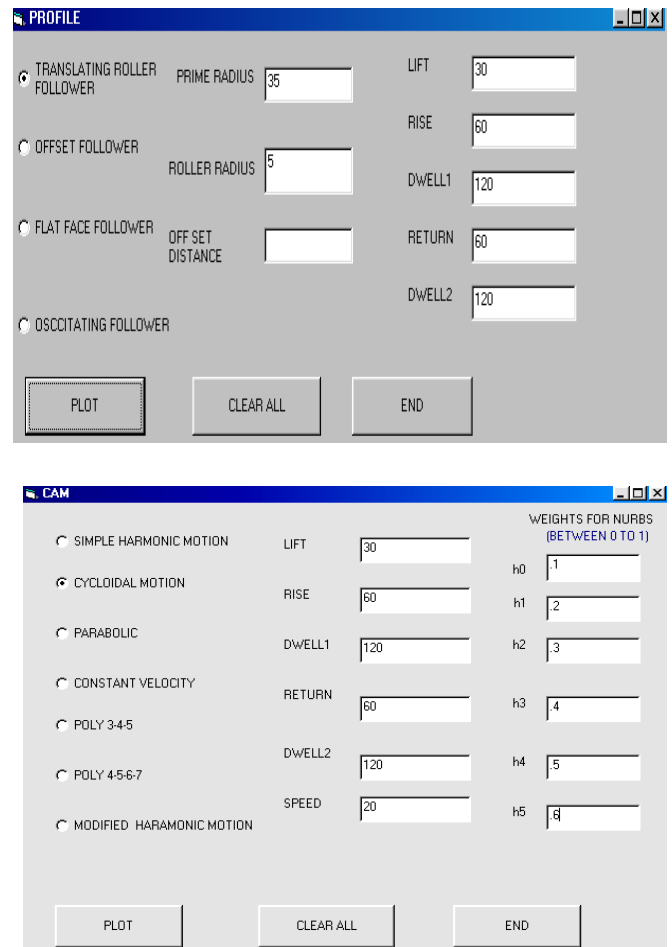 PROFILE
TRANSLATING ROLLER
FOLLOWER
PRIME RADIUS
35
LIFT
30
RISE
60
OFFSET FOLLOWER
ROLLER RADIUS
5
DWELL1
120
FLAT FACE FOLLOWER
OFF SET
DISTANCE
RETURN
60
DWELL2
120
OSCCITATING FOLLOWER
PLOT
CLEAR ALL
END
CAM
WEIGHTS FOR NURBS
(BETWEEN 0 TO 1)
SIMPLE HARMONIC MOTION
LIFT
30
h0
.1
CYCLOIDAL MOTION
RISE
60
h1
.2
PARABOLIC
DWELL1
120
h2
.3
CONSTANT VELOCITY
RETURN
60
h3
.4
POLY 3-4-5
DWELL2
120
h4
.5
POLY 4-5-6-7
SPEED
20
h5
.6
MODIFIED HARAMONIC MOTION
PLOT
CLEAR ALL
END